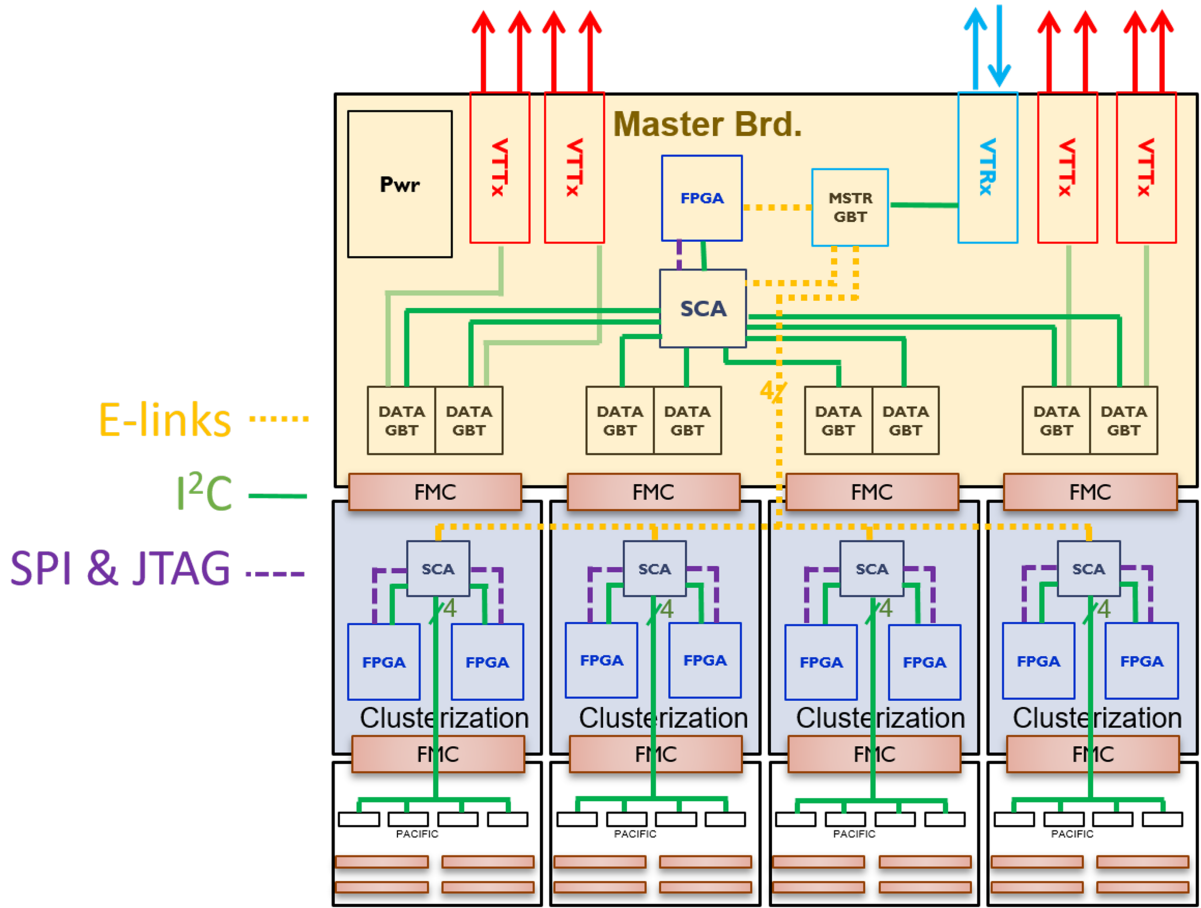 Master Brd.
Pwr
VTTx
VTTx
VTRx
VTTx
VTTx
FPGA
MSTR
GBT
SCA
4
DATA
GBT
DATA
GBT
DATA
GBT
DATA
GBT
DATA
GBT
DATA
GBT
DATA
GBT
DATA
GBT
E-links
I²C
SPI & JTAG
FMC
FMC
FMC
FMC
SCA
SCA
SCA
SCA
4
4
4
4
FPGA
FPGA
FPGA
FPGA
FPGA
FPGA
FPGA
FPGA
Clusterization
Clusterization
Clusterization
Clusterization
FMC
FMC
FMC
FMC
PACIFIC
PACIFIC
PACIFIC
PACIFIC